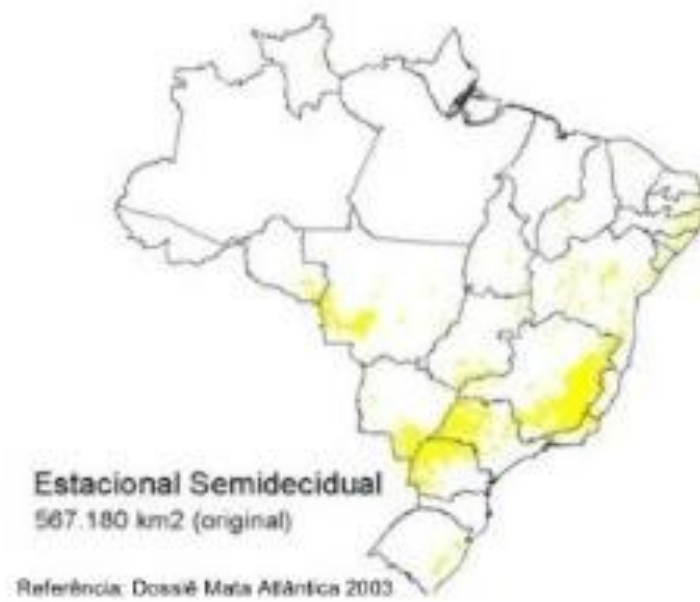 Estacional Semidecidual
567.180 km2 (original)
Referência: Dossiê Mata Atlântica 2003